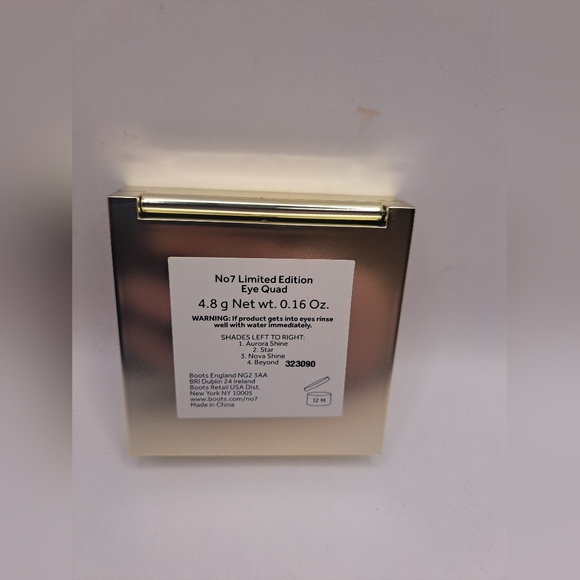 No7 Limited Edition
Eye Quad
4.8 g Net wt. 0.16 Oz.
WARNING: If product gets into eyes rinse
well with water immediately.
SHADES LEFT TO RIGHT:
1. Aurora Shine
2. Star
3. Nova Shine
4. Beyond 323090
Boots England NG2 3AA
BRI Dublin 24 Ireland
Boots Retail USA Dist.
New York NY 10005
www.boots.com/no7
Made in China
12 M